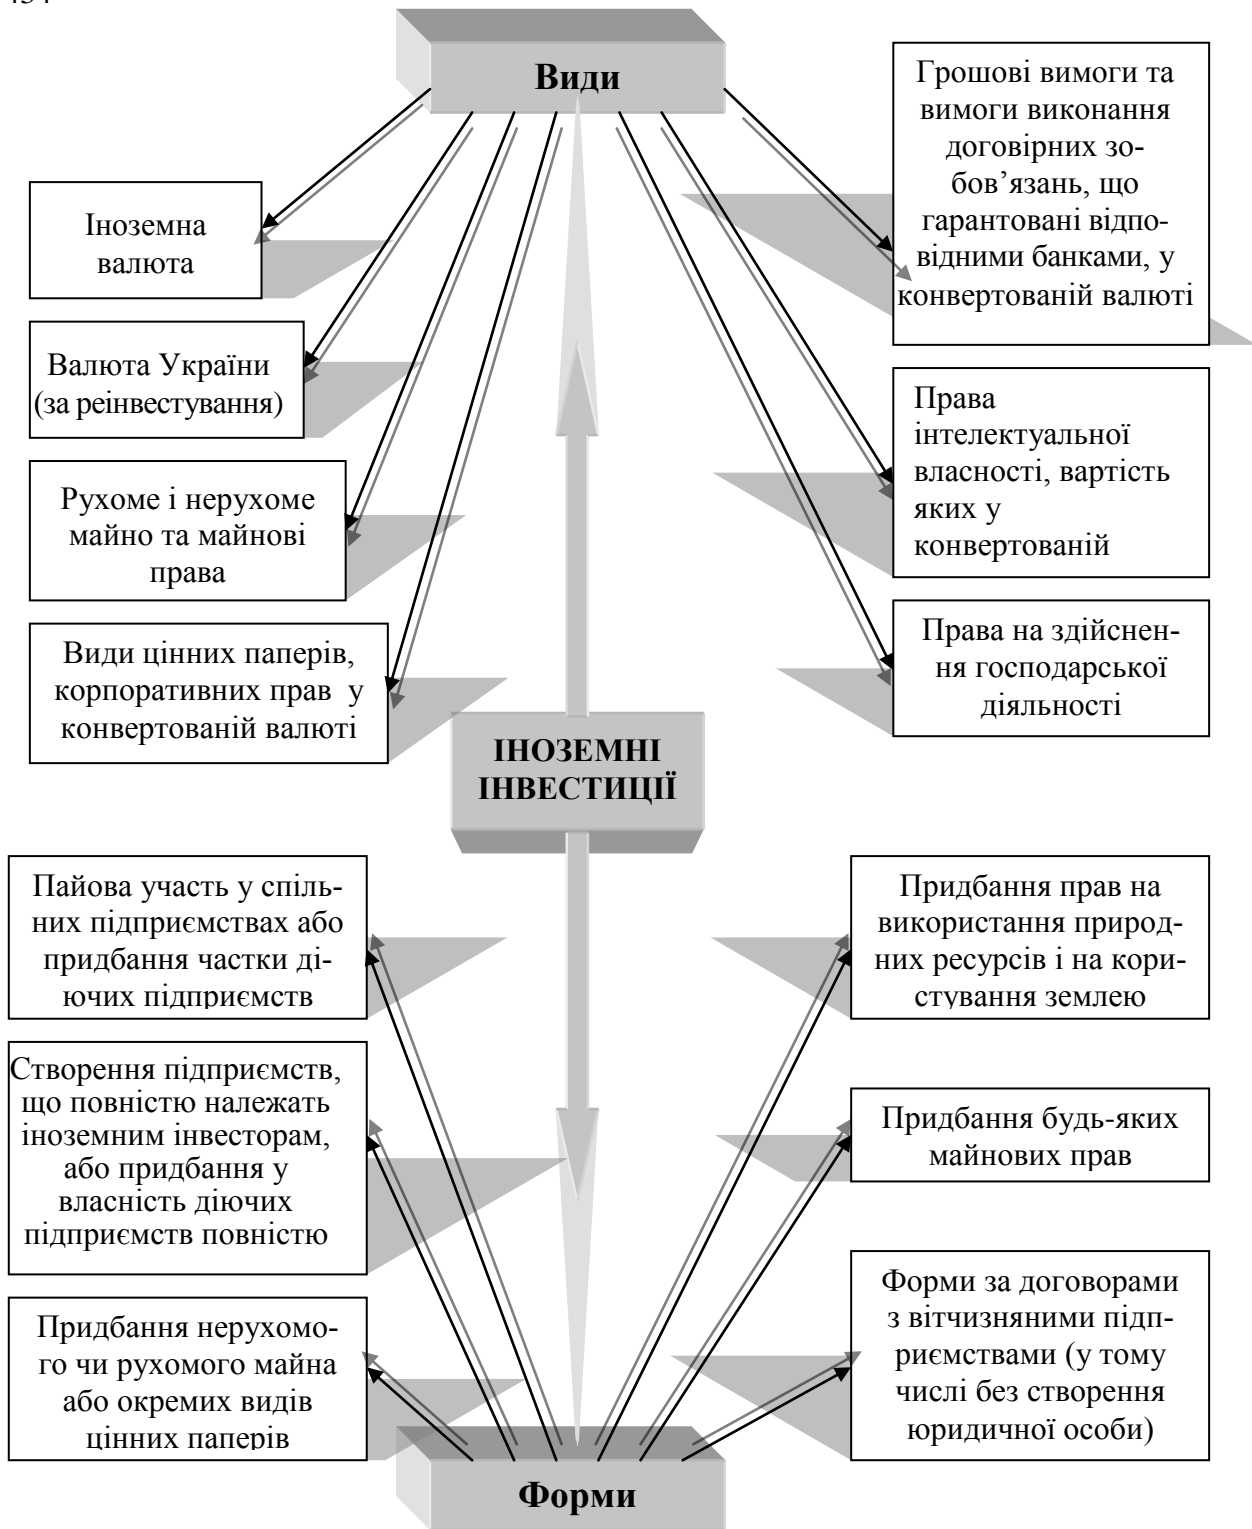 Види
Грошові вимоги та
вимоги виконання
договірних зо-
бов’язань, що
гарантовані відпо-
відними банками, у
конвертованій валюті
Іноземна
валюта
Валюта України
(за реінвестування)
Права
інтелектуальної
власності, вартість
яких у
конвертованій
Рухоме і нерухоме
майно та майнові
права
Права на здійснен-
ня господарської
діяльності
Види цінних паперів,
корпоративних прав у
конвертованій валюті
ІНОЗЕМНІ
ІНВЕСТИЦІЇ
Пайова участь у спіль-
них підприємствах або
придбання частки ді-
ючих підприємств
Придбання прав на
використання природ-
них ресурсів і на кори-
стування землею
Створення підприємств,
що повністю належать
іноземним інвесторам,
або придбання у
власність діючих
підприємств повністю
Придбання будь-яких
майнових прав
Придбання нерухомо-
го чи рухомого майна
або окремих видів
цінних паперів
Форми за договорами
з вітчизняними підп-
риємствами (у тому
числі без створення
юридичної особи)
Форми